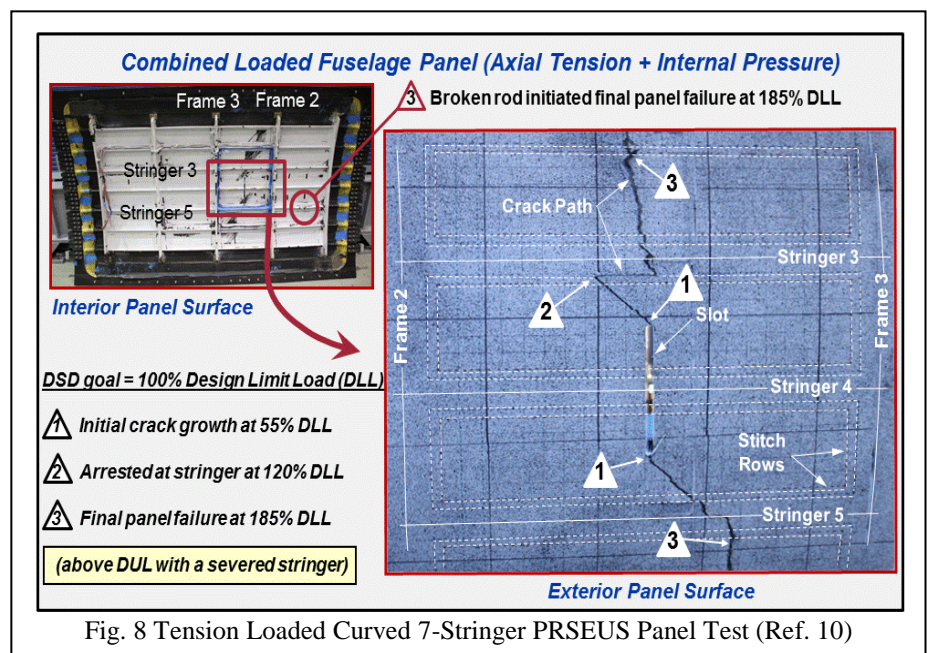 Combined Loaded Fuselage Panel (Axial Tension + Internal Pressure)
Frame 3 Frame 2
3 Broken rod initiated final panel failure at 185% DLL
Stringer 3
Stringer 5
Interior Panel Surface
3
Crack Path
Stringer 3
1
2
Slot
Frame 2
Frame 3
Stringer 4
Stitch
Rows
1
Stringer 5
3
Exterior Panel Surface
DSD goal = 100% Design Limit Load (DLL)
1 Initial crack growth at 55% DLL
2 Arrested at stringer at 120% DLL
3 Final panel failure at 185% DLL
(above DUL with a severed stringer)
Fig. 8 Tension Loaded Curved 7-Stringer PRSEUS Panel Test (Ref. 10)